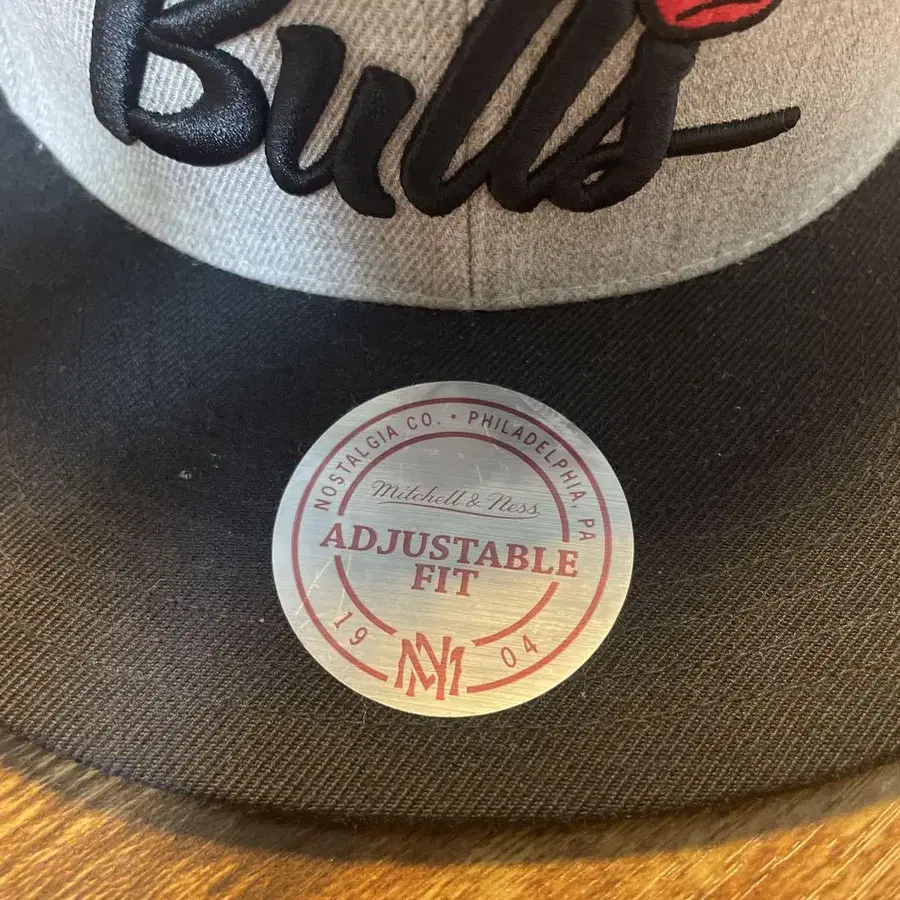 Bulls
NOSTALGIA CO. • PHILADELPHIA, PA
Mitchell & Ness
ADJUSTABLE
FIT
19 04